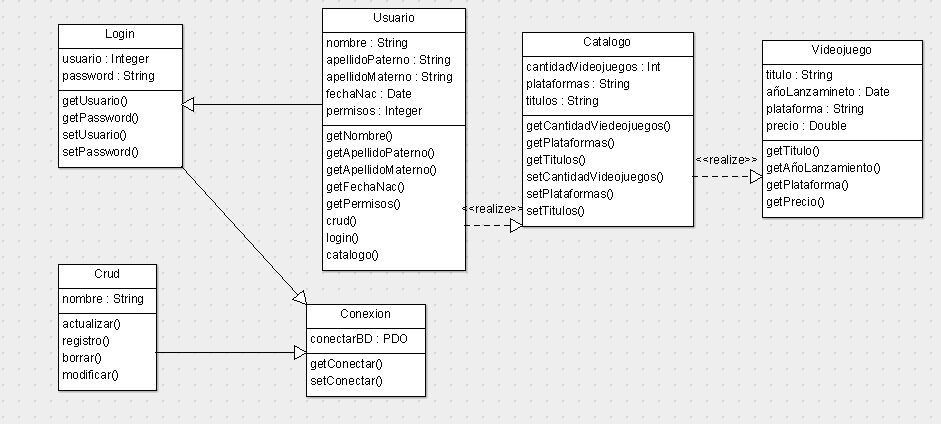 Login
usuario : Integer
password : String
getUsuario()
getPassword()
setUsuario()
setPassword()
Usuario
nombre : String
apellidoPaterno : String
apellidoMaterno : String
fechaNac : Date
permisos : Integer
getNombre()
getApellidoPaterno()
getApellidoMaterno()
getFechaNac()
getPermisos()
crud()
login()
catalogo()
<<realize>>
Catalogo
cantidadVideojuegos : Int
plataformas : String
titulos : String
getCantidadViedeojuegos()
getPlataformas()
getTitulos()
setCantidadVideojuegos()
setPlataformas()
setTitulos()
<<realize>>
Videojuego
titulo : String
añoLanzamineto : Date
plataforma : String
precio : Double
getTitulo()
getAñoLanzamiento()
getPlataforma()
getPrecio()
Crud
nombre : String
actualizar()
registro()
borrar()
modificar()
Conexion
conectarBD : PDO
getConectar()
setConectar()